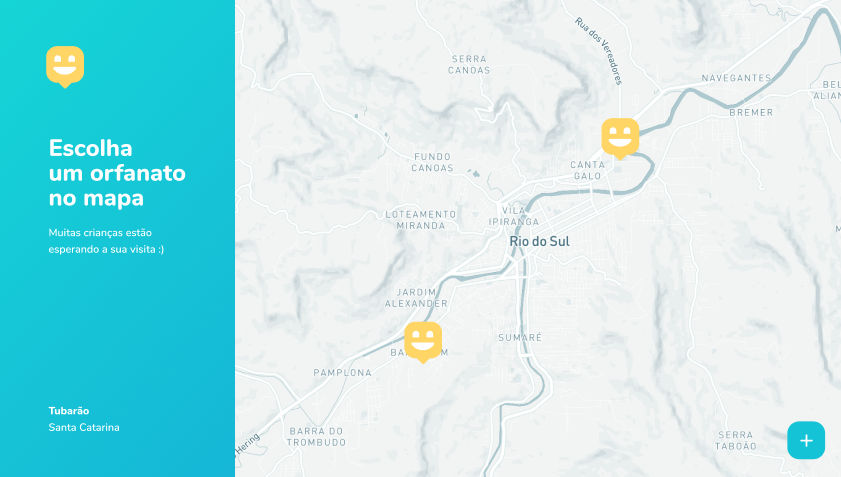 Escolha
um orfanato
no mapa
Muitas crianças estão
esperando a sua visita :)
Tubarão
Santa Catarina
Rua dos Vereadores
SERRA
CANOAS
NAVEGANTES
BREMER
FUNDO
CANOAS
CANTA
GALO
LOTEAMENTO
MIRANDA
VILA
IPIRANGA
Rio do Sul
JARDIM
ALEXANDER
SUMARÉ
PAMPLONA
BARRA DO
TROMBUDO
Hering
SERRA
TABOÃO
+